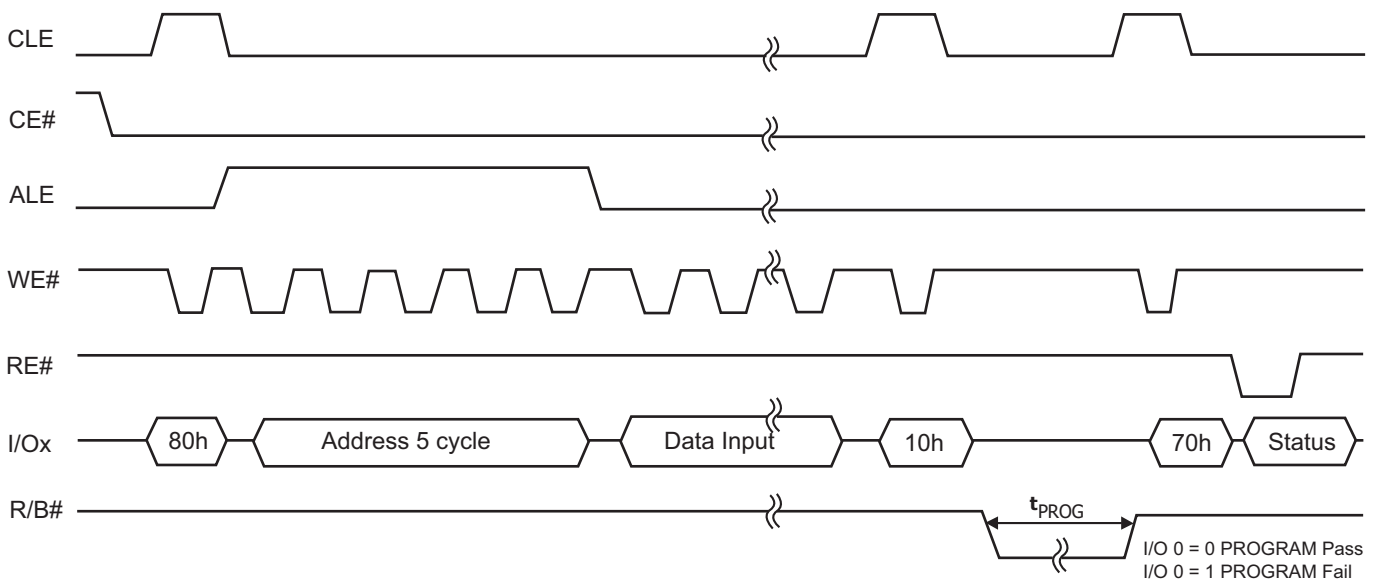 CLE
CE#
ALE
WE#
RE#
I/Ox
80h
Address 5 cycle
Data Input
10h
70h
Status
R/B#
tPROG
I/O 0 = 0 PROGRAM Pass
I/O 0 = 1 PROGRAM Fail